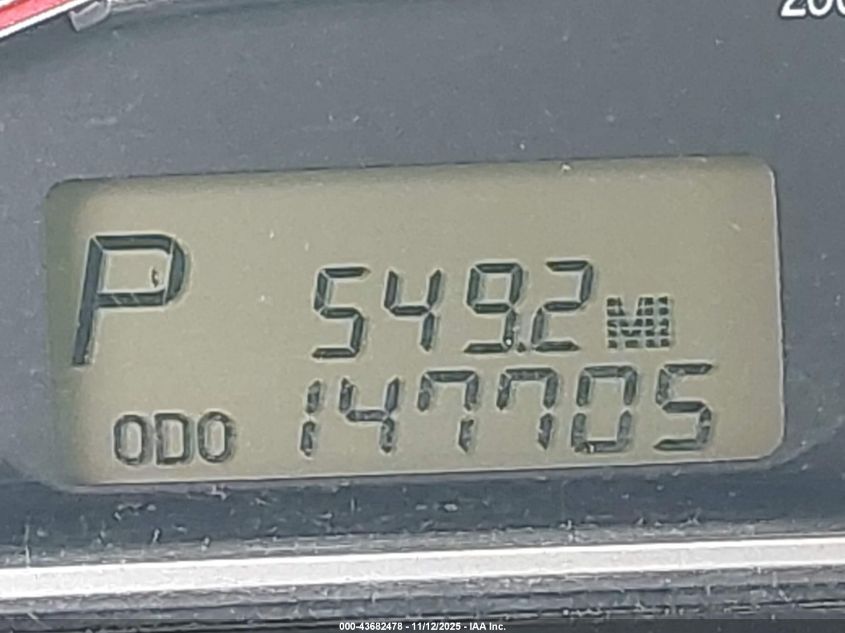 P
549.2 MI
ODO 147705
000-43682478 - 11/12/2025 - IAA Inc.